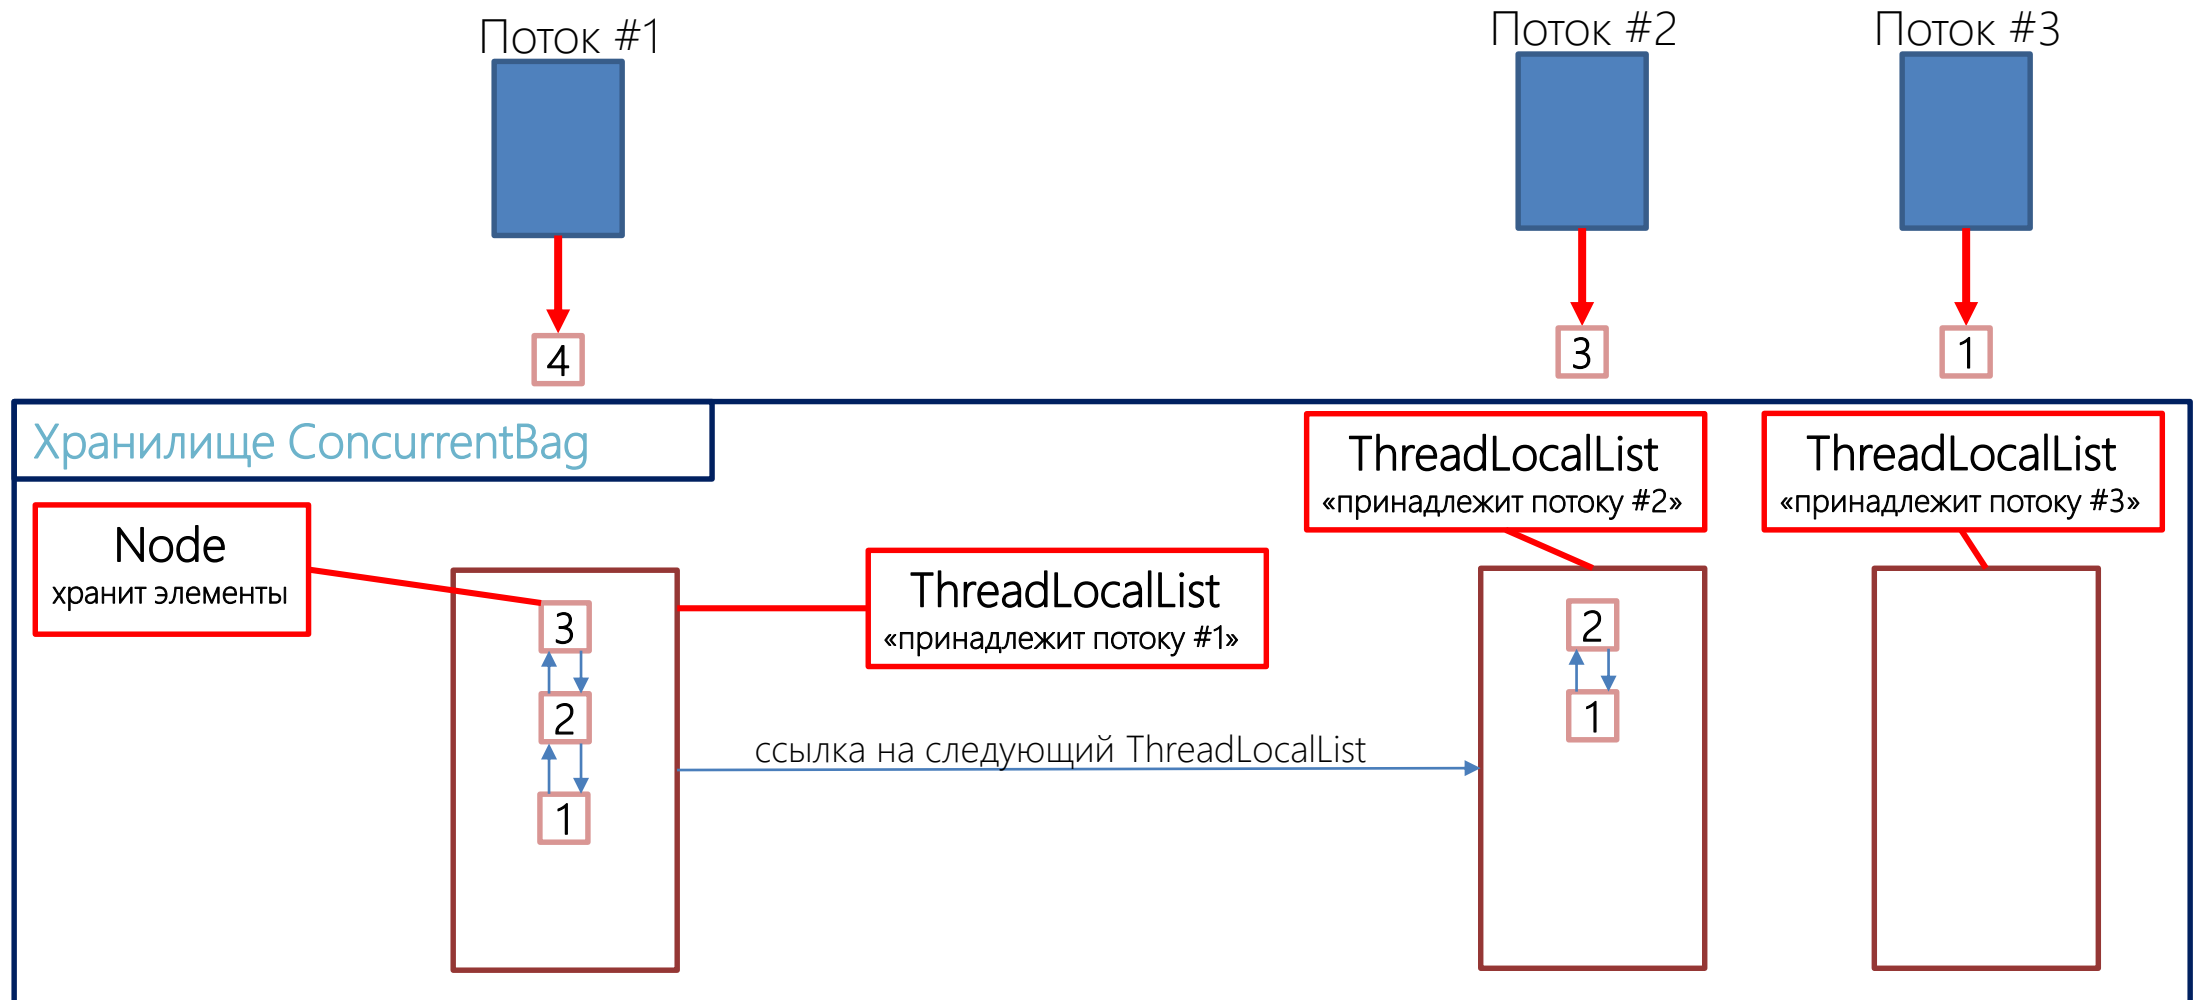 Поток #1
Поток #2
Поток #3
4
3
1
Хранилище ConcurrentBag
ThreadLocalList
«принадлежит потоку #2»
ThreadLocalList
«принадлежит потоку #3»
Node
хранит элементы
ThreadLocalList
«принадлежит потоку #1»
3
2
1
2
1
ссылка на следующий ThreadLocalList